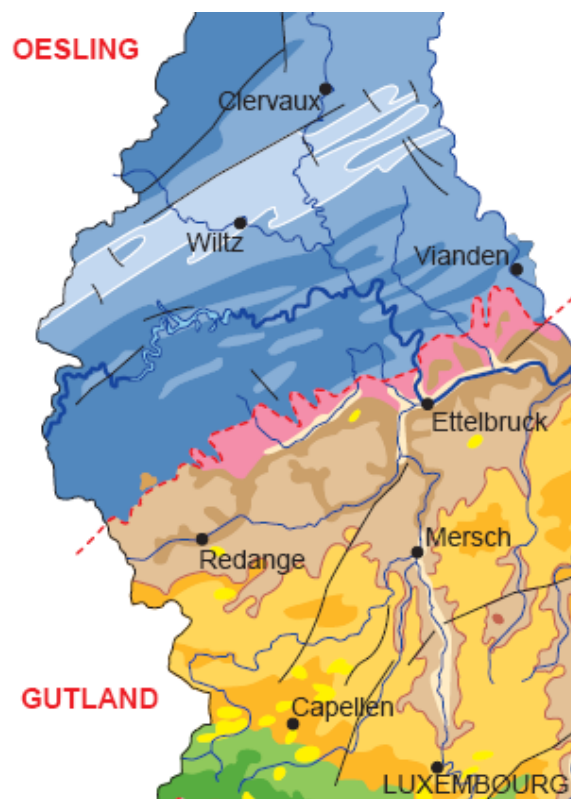 OESLING
Clervaux
Wiltz
Vianden
Ettelbruck
Mersch
Redange
GUTLAND
Capellen
LUXEMBOURG